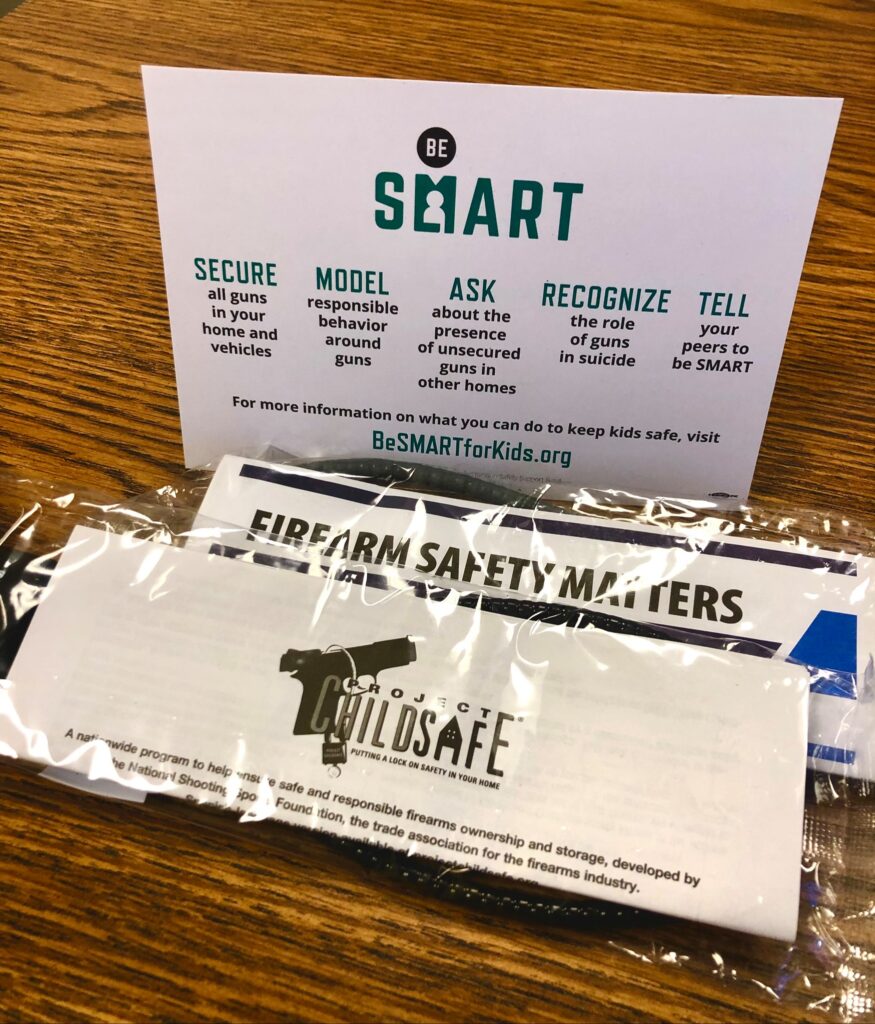 BE
SMART
SECURE
all guns
in your
home and
vehicles
MODEL
responsible
behavior
around
guns
ASK
about the
presence
of unsecured
guns in
other homes
RECOGNIZE
the role
of guns
in suicide
TELL
your
peers to
be SMART
For more information on what you can do to keep kids safe, visit
BeSMARTforKids.org
FIREARM SAFETY MATTERS
PROJECT
CHILDSAFE®
PUTTING A LOCK ON SAFETY IN YOUR HOME
A nationwide program to help ensure safe and responsible firearms ownership and storage, developed by
the National Shooting Sports Foundation, the trade association for the firearms industry.